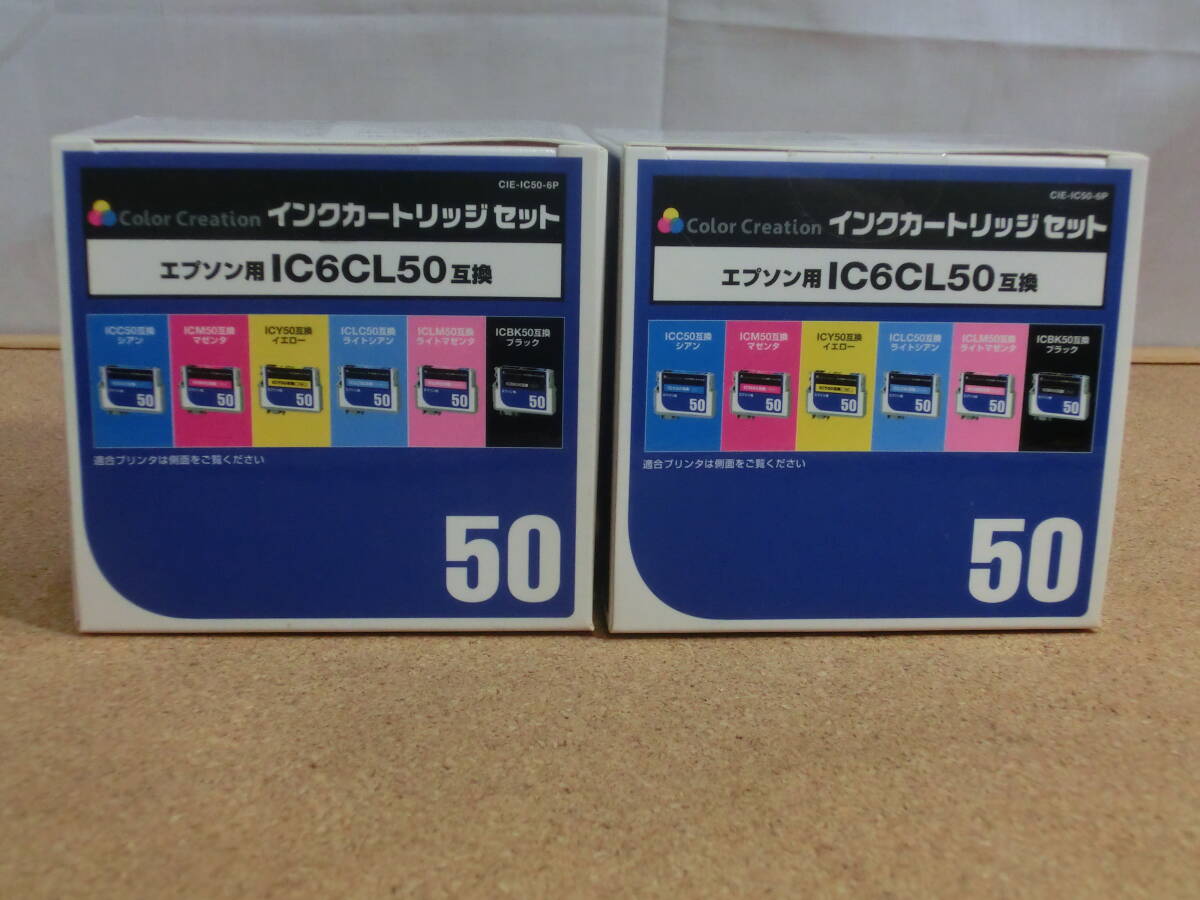 CIE-IC50-6P
Color Creation インクカートリッジ セット
エプソン用 IC6CL50 互換
ICC50互換 ICM50互換 ICY50互換 ICLC50互換 ICLM50互換 ICBK50互換
シアン マゼンタ イエロー ライトシアン ライトマゼンタ ブラック
50 50 50 50 50 50
適合プリンタは側面をご覧ください
50
CIE-IC50-6P
Color Creation インクカートリッジ セット
エプソン用 IC6CL50 互換
ICC50互換 ICM50互換 ICY50互換 ICLC50互換 ICLM50互換 ICBK50互換
シアン マゼンタ イエロー ライトシアン ライトマゼンタ ブラック
50 50 50 50 50 50
適合プリンタは側面をご覧ください
50